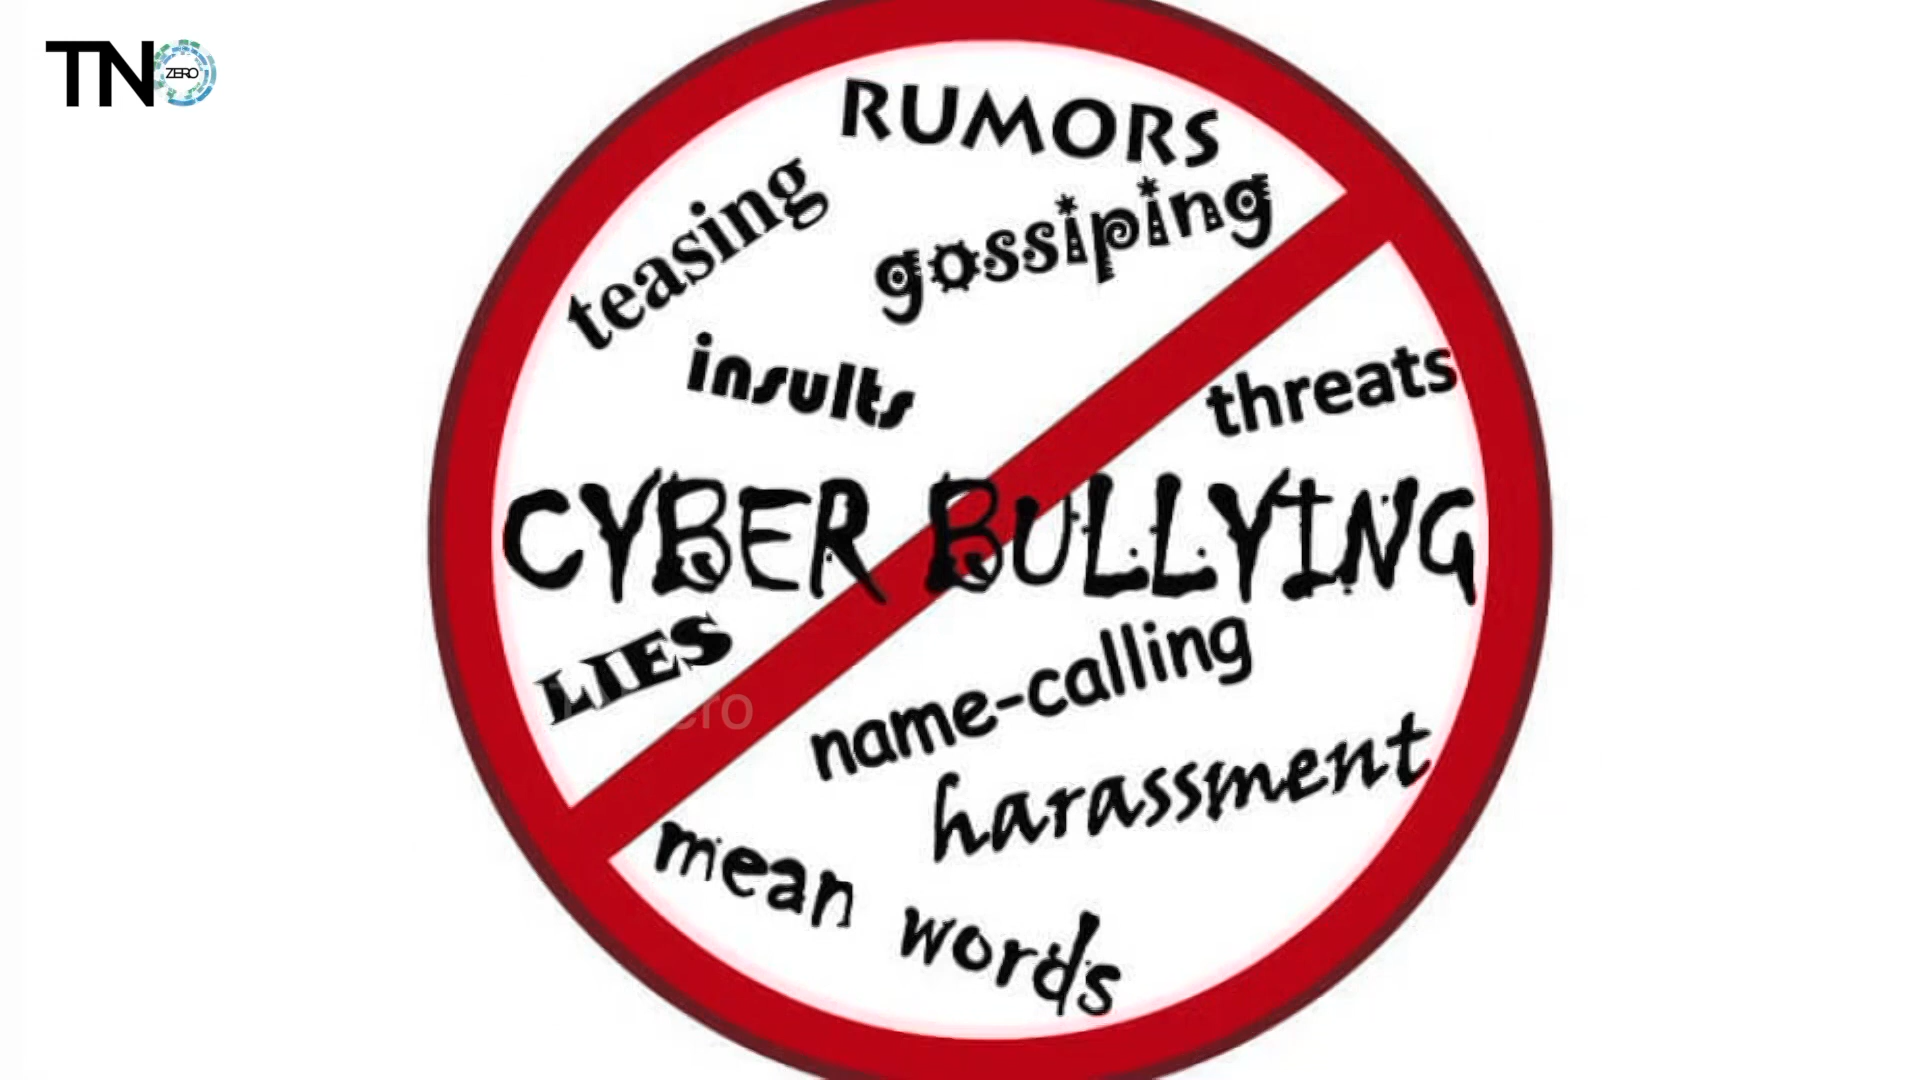 TN ZERO
RUMORS
teasing
gossiping
insults
threats
CYBER BULLYING
LIES
name-calling
harassment
mean words